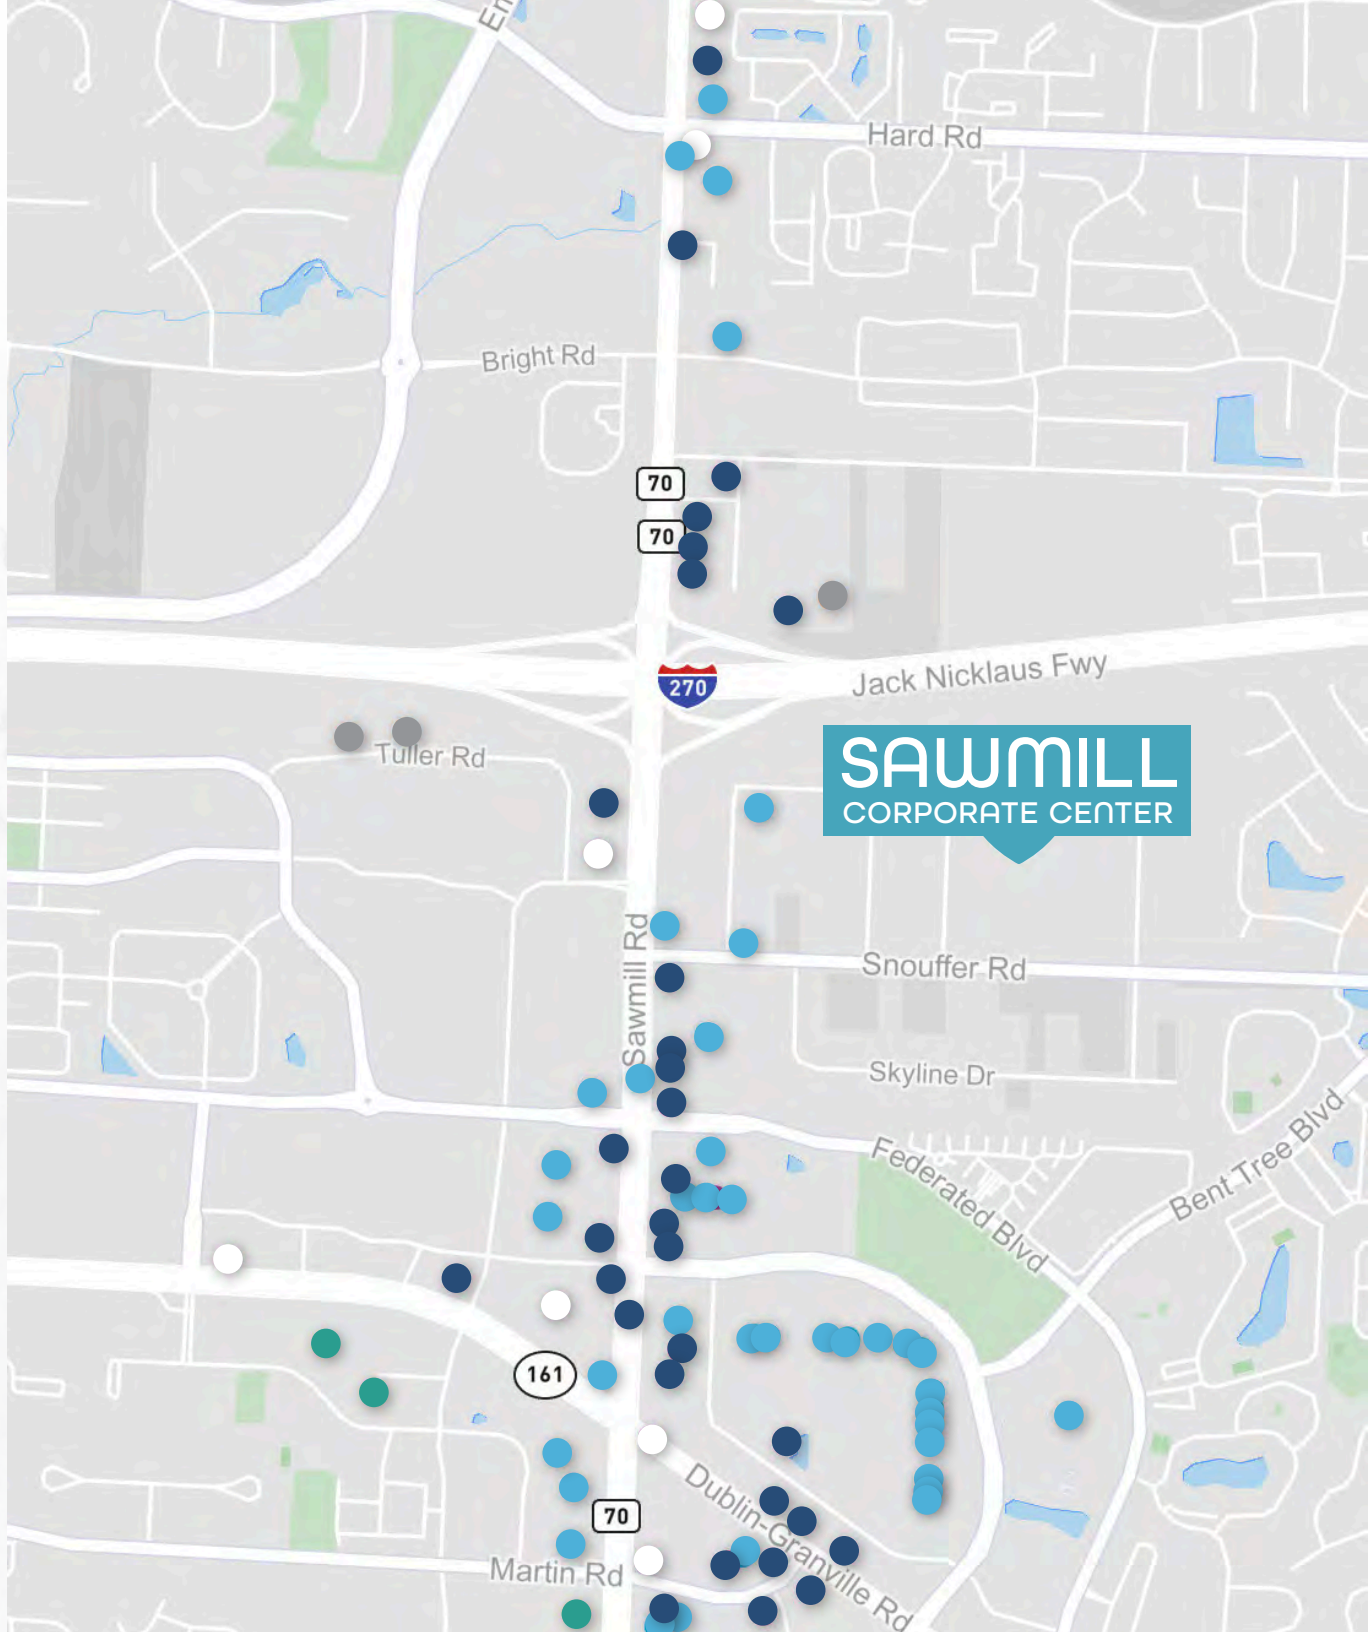 En
Hard Rd
Bright Rd
70
70
270
Jack Nicklaus Fwy
Tuller Rd
SAWMILL
CORPORATE CENTER
Sawmill Rd
Snouffer Rd
Skyline Dr
Federated Blvd
Bent Tree Blvd
161
Dublin-Granville Rd
70
Martin Rd